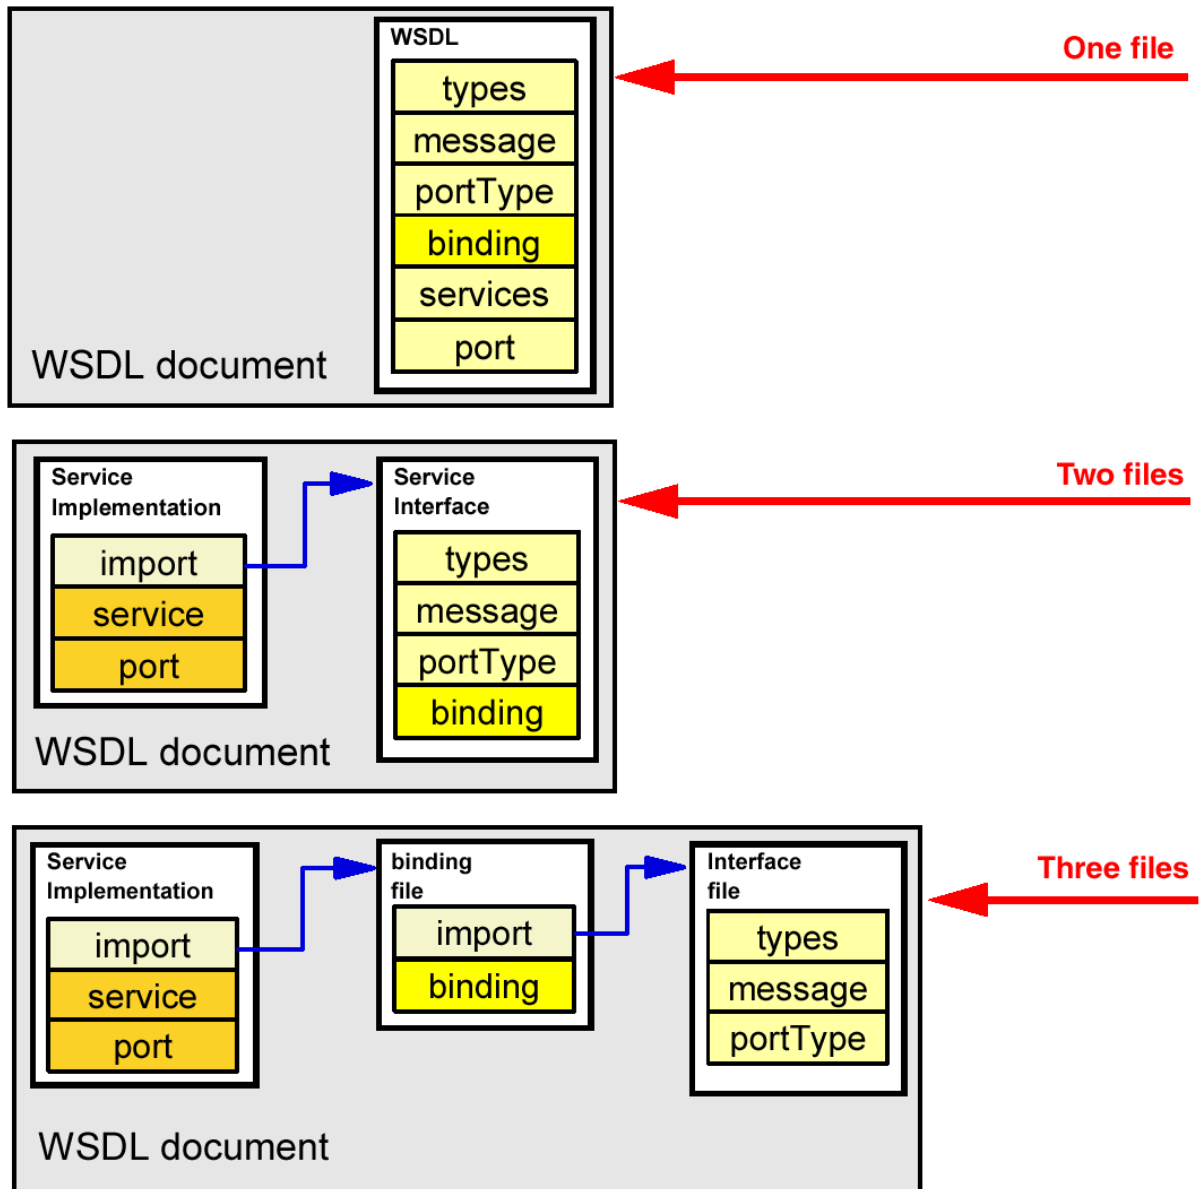 WSDL
One file
types
message
portType
binding
services
port
WSDL document
Service
Implementation
import
service
port
Service
Interface
types
message
portType
binding
Two files
WSDL document
Service
Implementation
import
service
port
binding
file
import
binding
Interface
file
types
message
portType
Three files
WSDL document